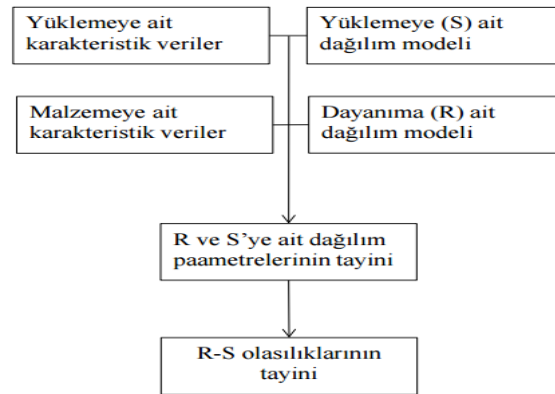 Yüklemeye ait
karakteristik veriler
Yüklemeye (S) ait
dağılım modeli
Malzemeye ait
karakteristik veriler
Dayanıma (R) ait
dağılım modeli
R ve S’ye ait dağılım
paametrelerinin tayini
R-S olasılıklarının
tayini